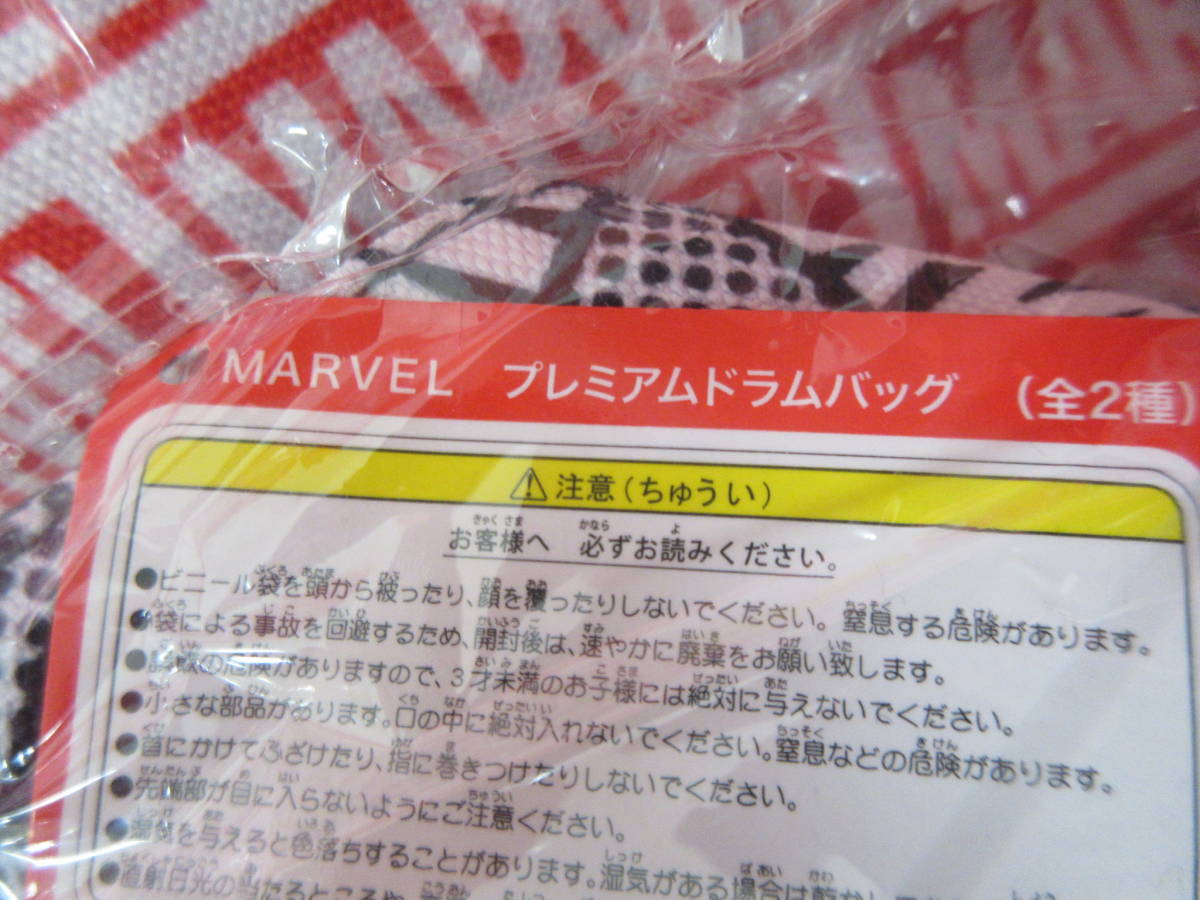 MARVEL プレミアムドラムバッグ (全2種)
⚠注意(ちゅうい)
お客様へ 必ずお読みください。
●ビニール袋を頭から被ったり、顔を覆ったりしないでください。窒息する危険があります。
●袋による事故を回避するため、開封後は、速やかに廃棄をお願い致します。
●誤飲の危険がありますので、3才未満のお子様には絶対に与えないでください。
●小さな部品があります。口の中に絶対入れないでください。窒息などの危険があります。
●首にかけてふざけたり、指に巻きつけたりしないでください。
●先端部が目に入らないようにご注意ください。
●湿気を与えると色落ちすることがあります。湿気がある場合は乾かして
●直射日光の当たるところや、